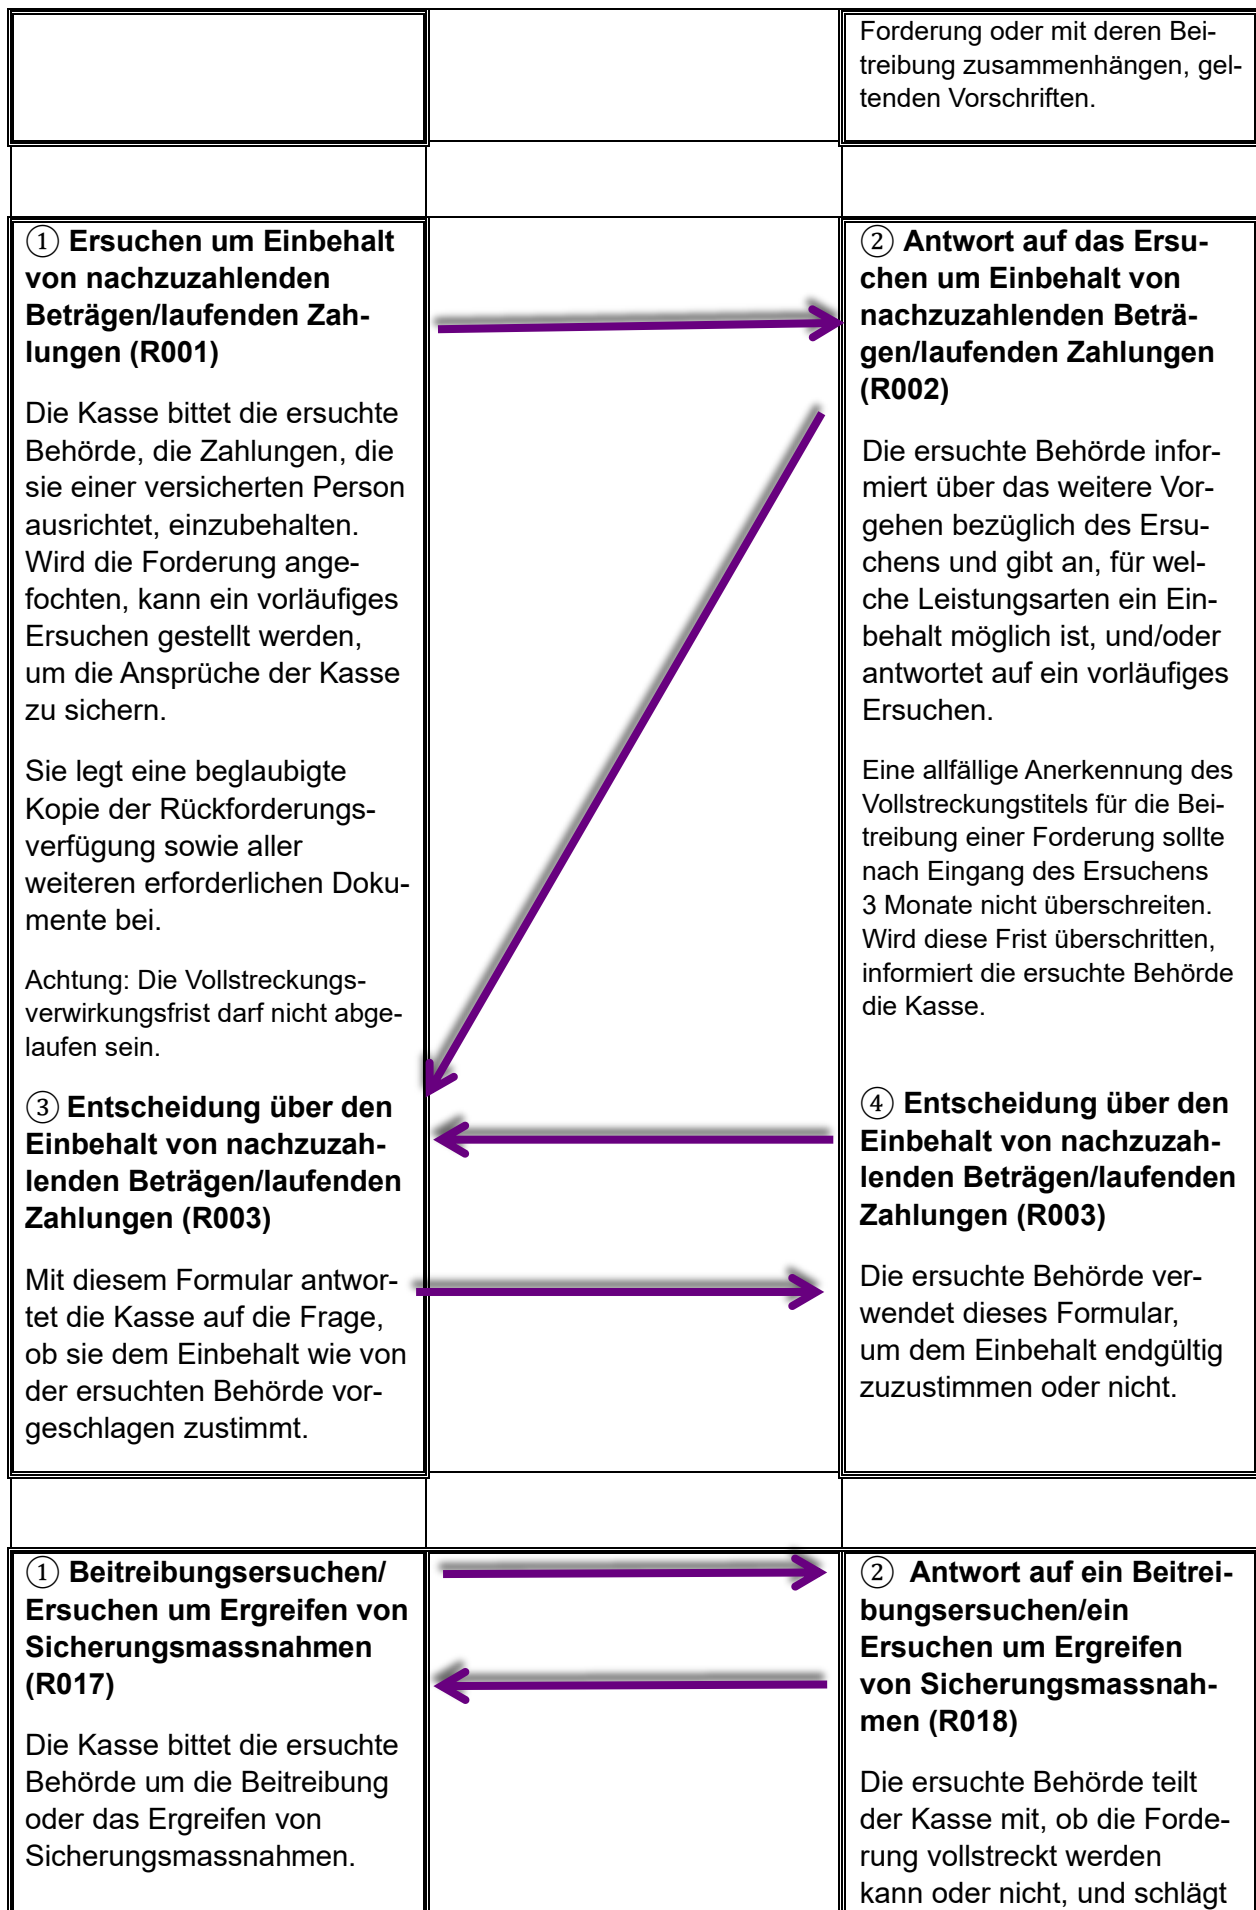 Forderung oder mit deren Bei-
treibung zusammenhängen, gel-
tenden Vorschriften.
① Ersuchen um Einbehalt
von nachzuzahlenden
Beträgen/laufenden Zah-
lungen (R001)
Die Kasse bittet die ersuchte
Behörde, die Zahlungen, die
sie einer versicherten Person
ausrichtet, einzubehalten.
Wird die Forderung ange-
fochten, kann ein vorläufiges
Ersuchen gestellt werden,
um die Ansprüche der Kasse
zu sichern.
Sie legt eine beglaubigte
Kopie der Rückforderungs-
verfügung sowie aller
weiteren erforderlichen Doku-
mente bei.
Achtung: Die Vollstreckungs-
verwirkungsfrist darf nicht abge-
laufen sein.
② Antwort auf das Ersu-
chen um Einbehalt von
nachzuzahlenden Beträ-
gen/laufenden Zahlungen
(R002)
Die ersuchte Behörde infor-
miert über das weitere Vor-
gehen bezüglich des Ersu-
chens und gibt an, für wel-
che Leistungsarten ein Ein-
behalt möglich ist, und/oder
antwortet auf ein vorläufiges
Ersuchen.
Eine allfällige Anerkennung des
Vollstreckungstitels für die Bei-
treibung einer Forderung sollte
nach Eingang des Ersuchens
3 Monate nicht überschreiten.
Wird diese Frist überschritten,
informiert die ersuchte Behörde
die Kasse.
③ Entscheidung über den
Einbehalt von nachzuzah-
lenden Beträgen/laufenden
Zahlungen (R003)
Mit diesem Formular antwor-
tet die Kasse auf die Frage,
ob sie dem Einbehalt wie von
der ersuchten Behörde vor-
geschlagen zustimmt.
④ Entscheidung über den
Einbehalt von nachzuzah-
lenden Beträgen/laufenden
Zahlungen (R003)
Die ersuchte Behörde ver-
wendet dieses Formular,
um dem Einbehalt endgültig
zuzustimmen oder nicht.
① Beitreibungsersuchen/
Ersuchen um Ergreifen von
Sicherungsmassnahmen
(R017)
Die Kasse bittet die ersuchte
Behörde um die Beitreibung
oder das Ergreifen von
Sicherungsmassnahmen.
② Antwort auf ein Beitrei-
bungsersuchen/ein
Ersuchen um Ergreifen
von Sicherungsmassnah-
men (R018)
Die ersuchte Behörde teilt
der Kasse mit, ob die Forde-
rung vollstreckt werden
kann oder nicht, und schlägt